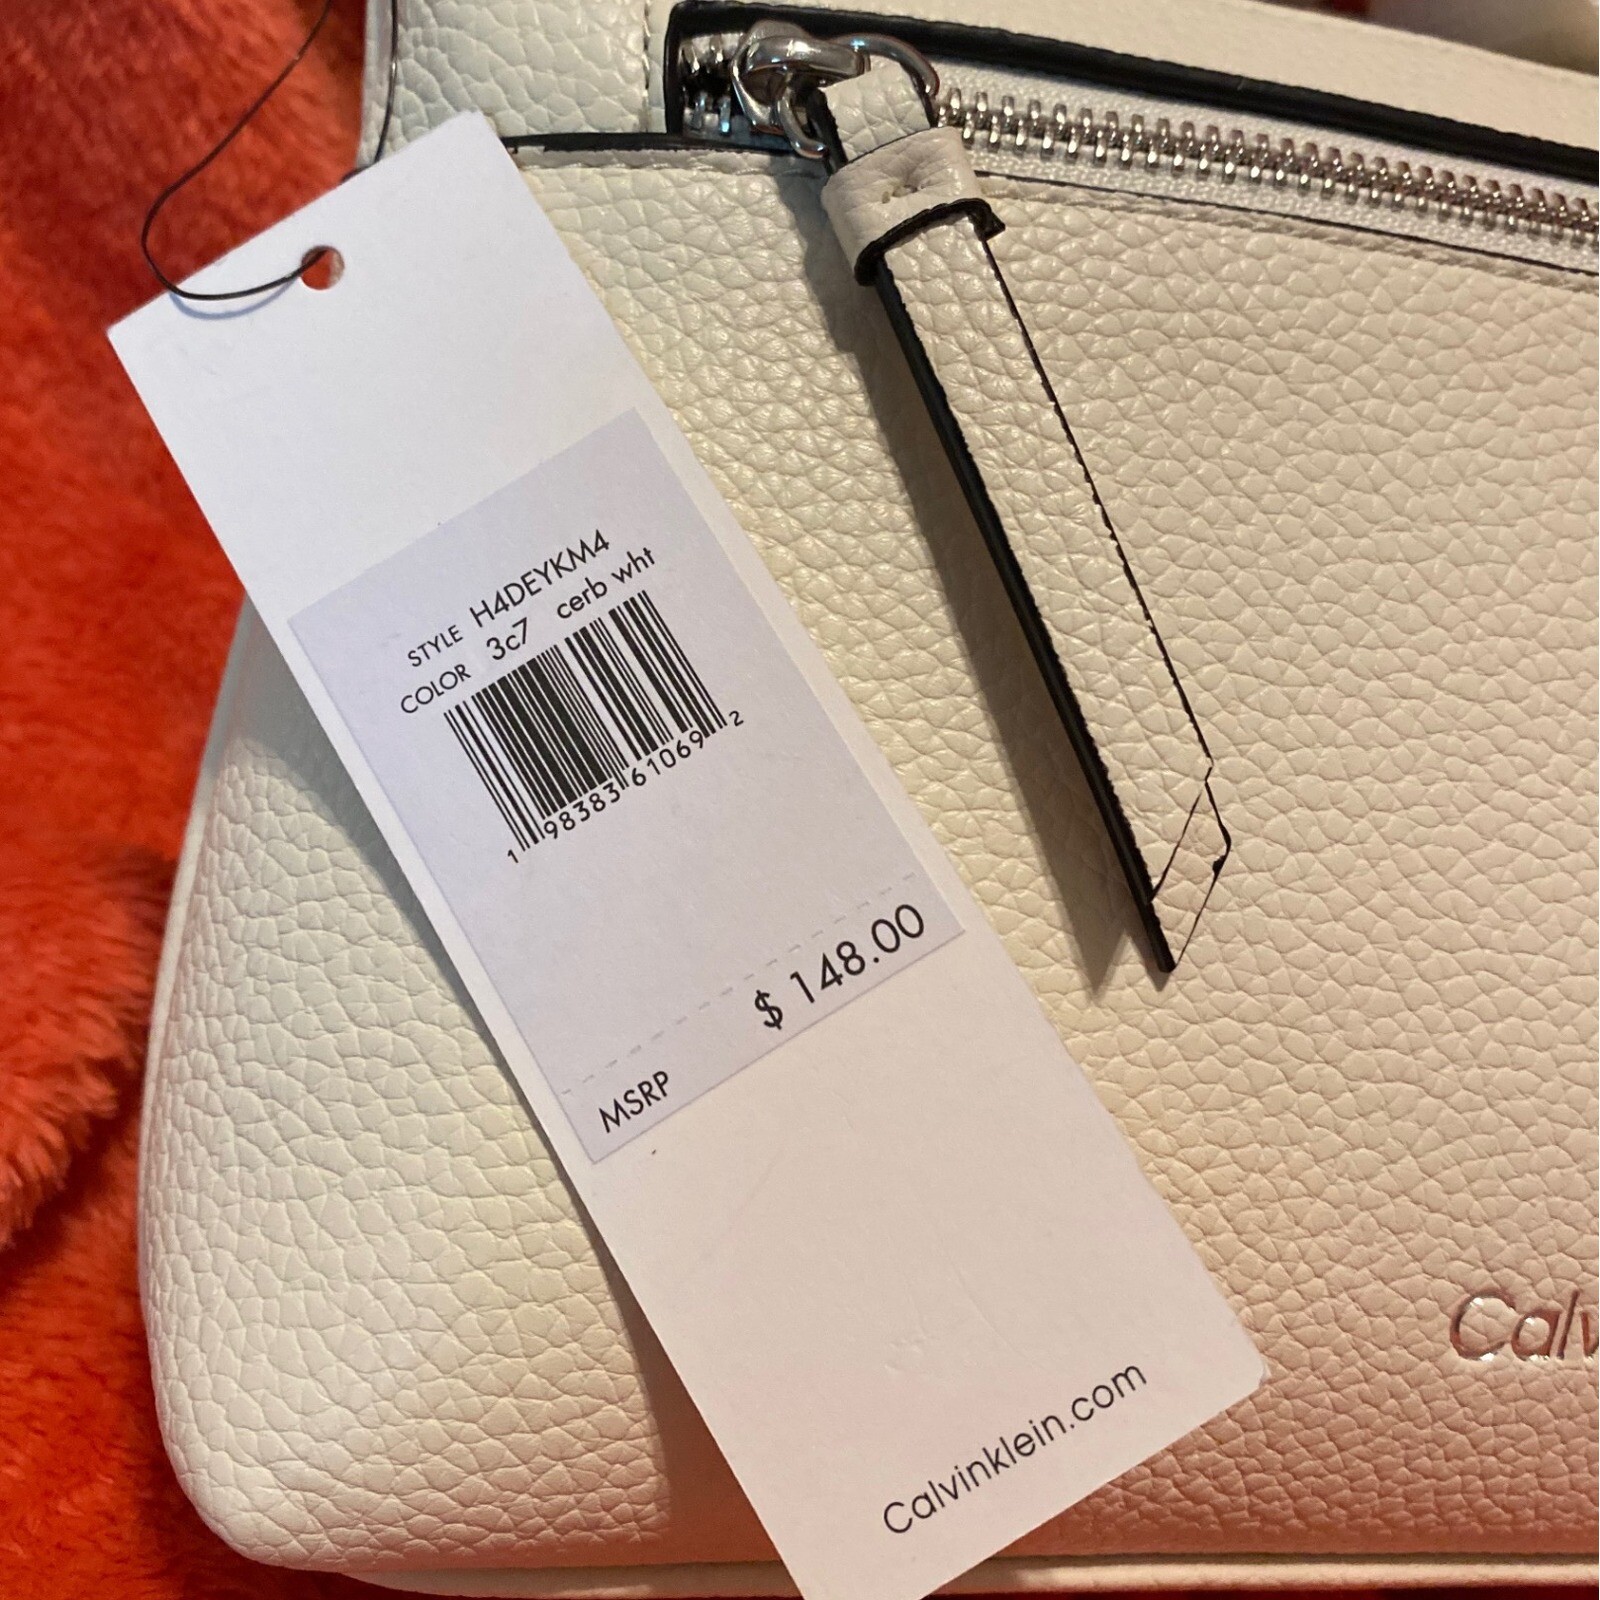 STYLE H4DEYKM4
COLOR 3c7 cerb wht
1 98383 61069 2
$ 148.00
MSRP
Calvinklein.com
Calv